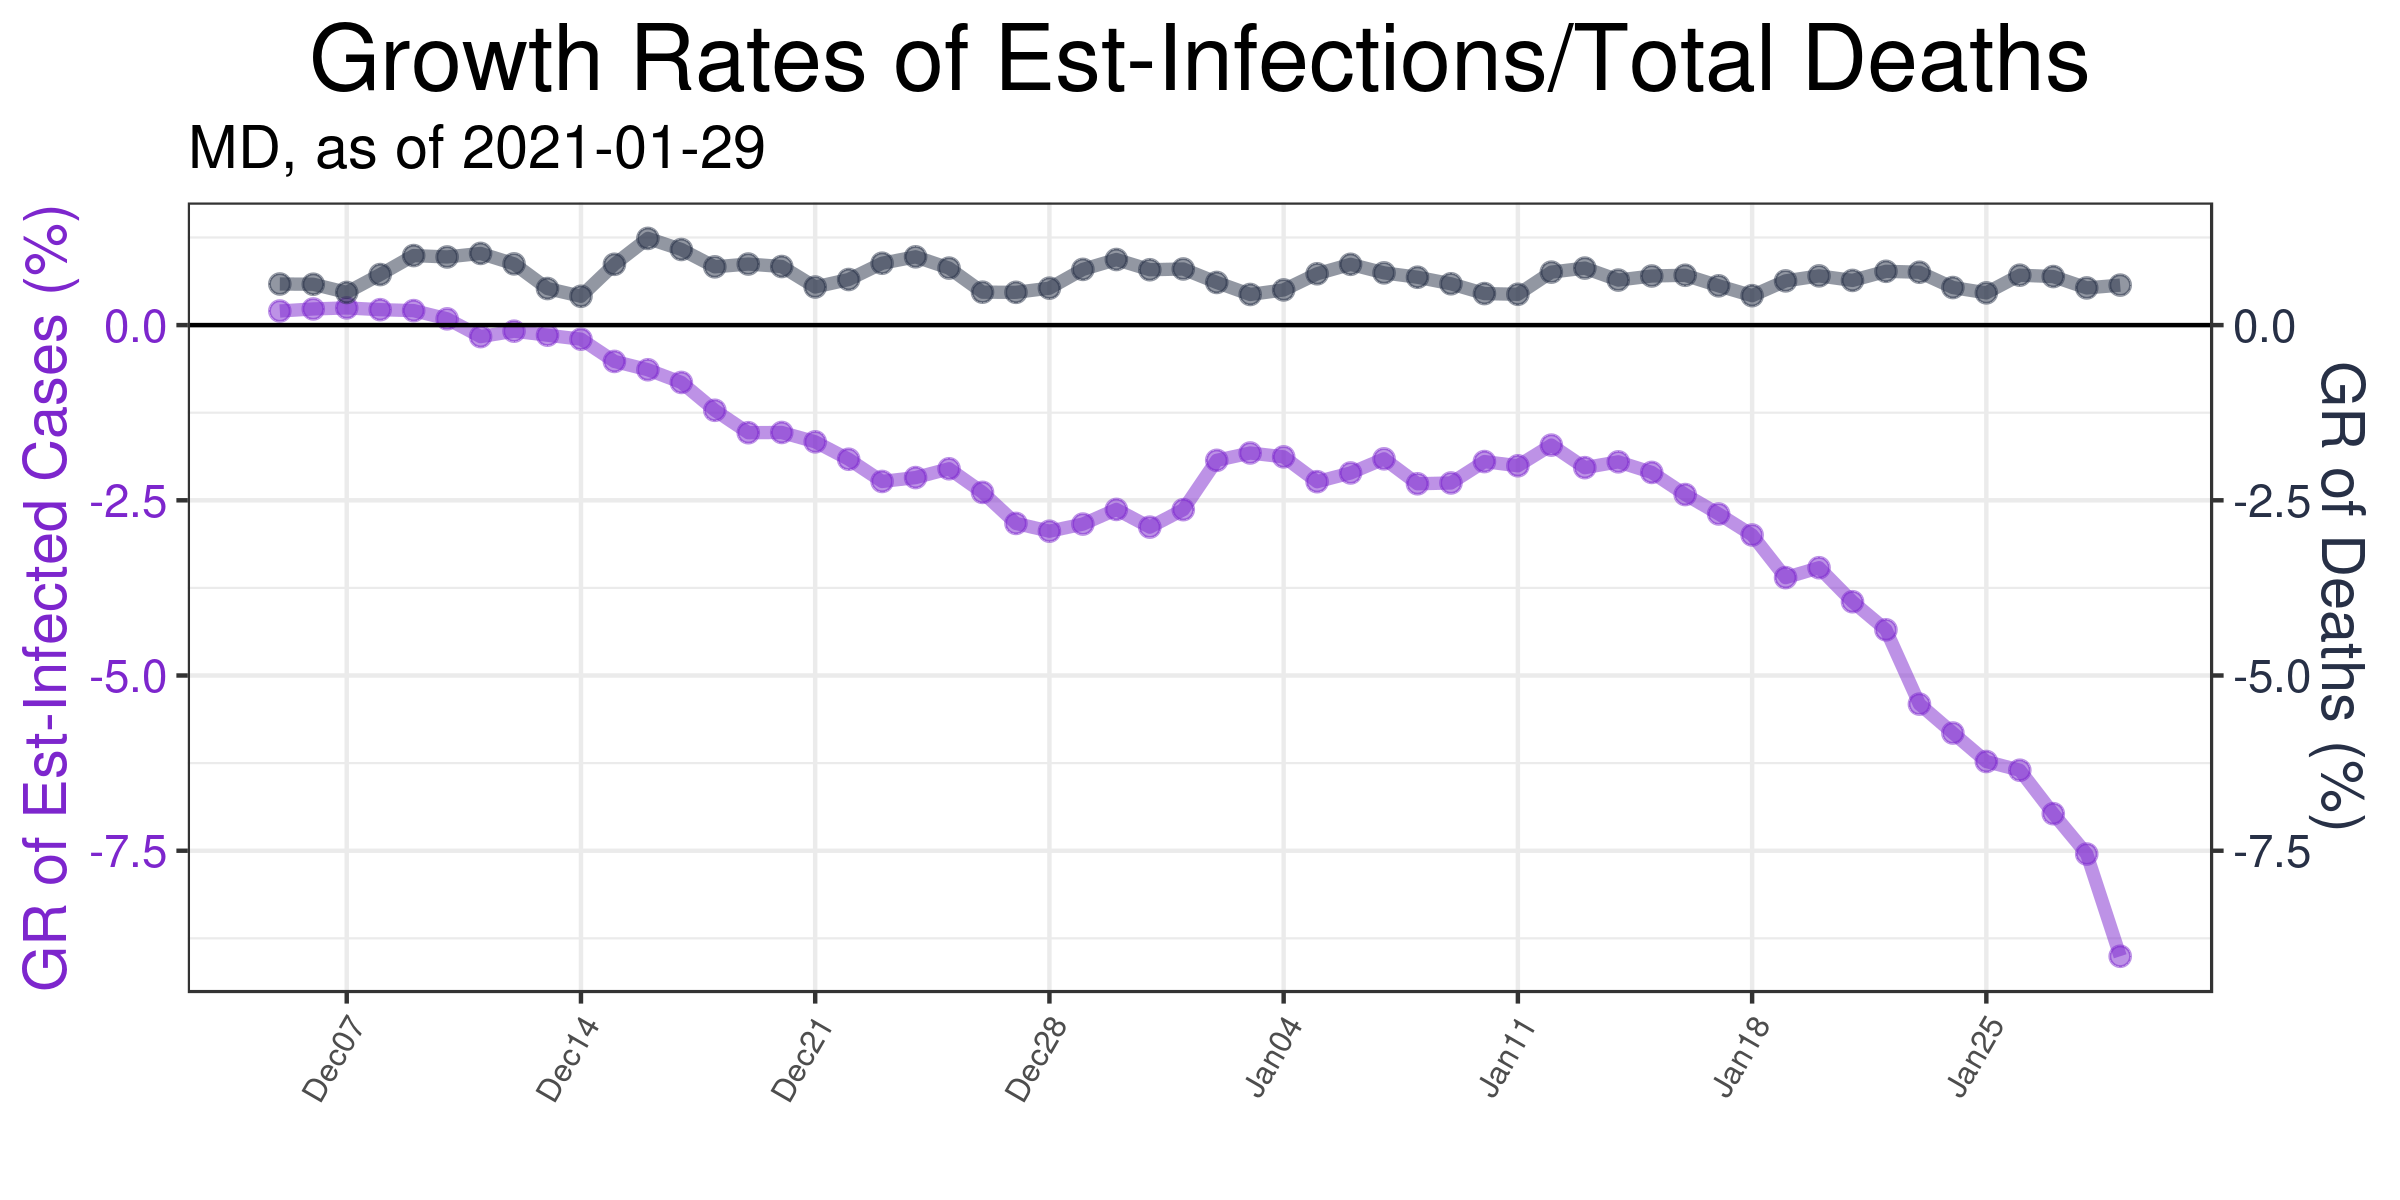 Growth Rates of Est-Infections/Total Deaths
MD, as of 2021-01-29
GR of Est-Infected Cases (%)
0.0
-2.5
-5.0
-7.5
0.0
-2.5
-5.0
-7.5
GR of Deaths (%)
Dec07
Dec14
Dec21
Dec28
Jan04
Jan11
Jan18
Jan25